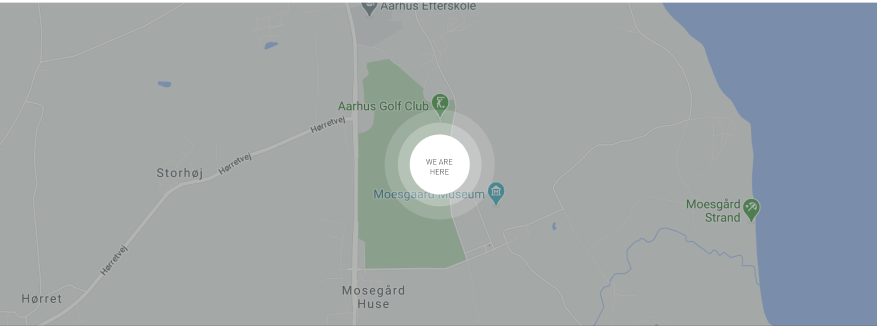 Aarhus Efterskole
Aarhus Golf Club
Hørretvej
WE ARE
HERE
Hørretvej
Storhøj
Moesgaard Museum
Moesgård
Strand
Hørretvej
Mosegård
Huse
Hørret